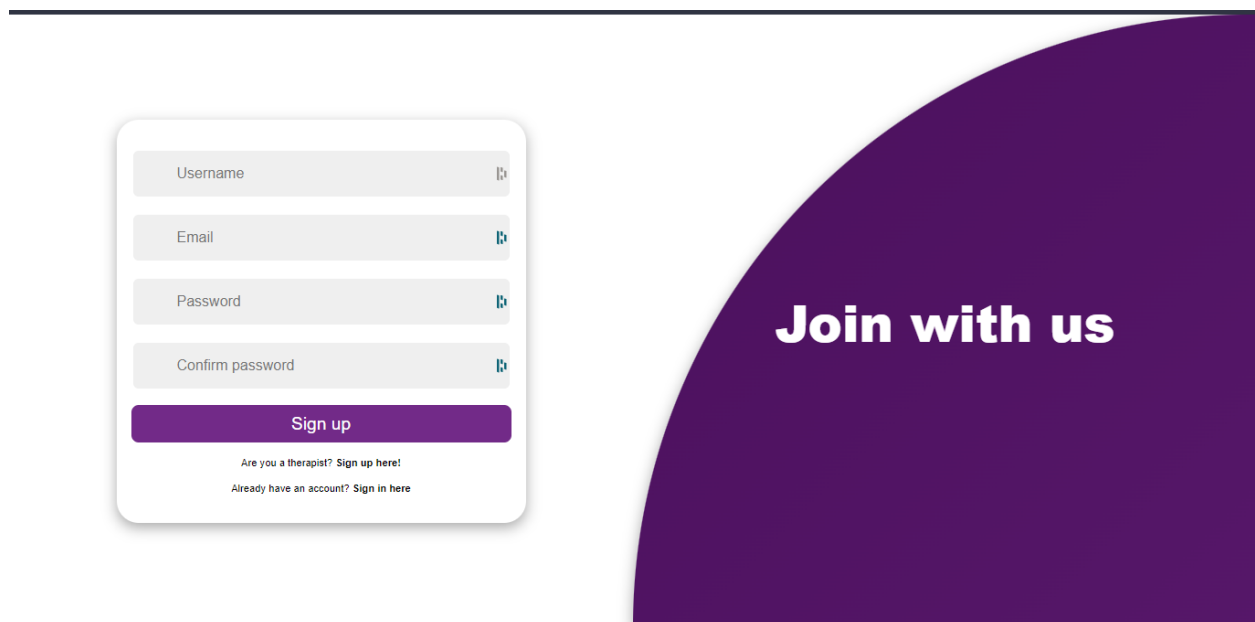 Username
Email
Password
Confirm password
Sign up
Are you a therapist? Sign up here!
Already have an account? Sign in here
Join with us